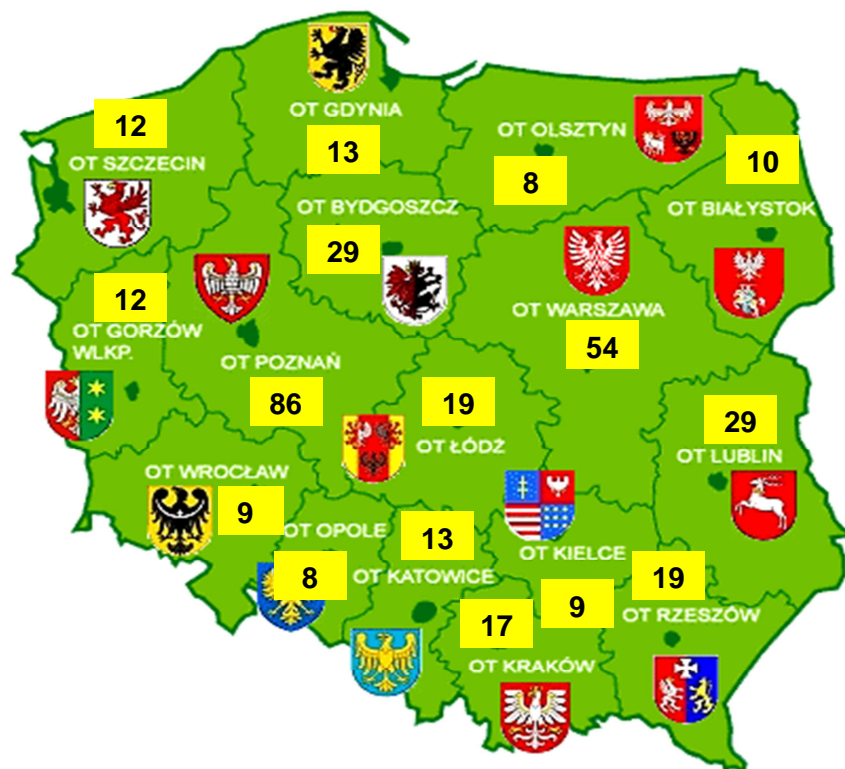 OT GDYNIA
13
12
OT SZCZECIN
OT OLSZTYN
8
10
OT BIAŁYSTOK
OT BYDGOSZCZ
29
12
OT GORZÓW
WLKP.
OT WARSZAWA
54
OT POZNAŃ
86
19
OT ŁÓDŹ
29
OT LUBLIN
OT WROCŁAW
9
OT OPOLE
8
13
OT KATOWICE
OT KIELCE
9
19
OT RZESZÓW
17
OT KRAKÓW